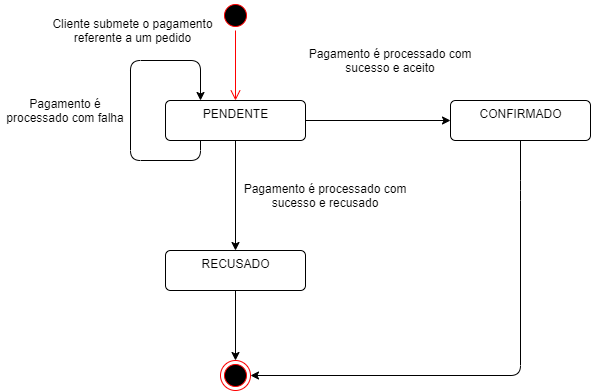 Cliente submete o pagamento
referente a um pedido
Pagamento é processado com
sucesso e aceito
Pagamento é
processado com falha
PENDENTE
CONFIRMADO
Pagamento é processado com
sucesso e recusado
RECUSADO